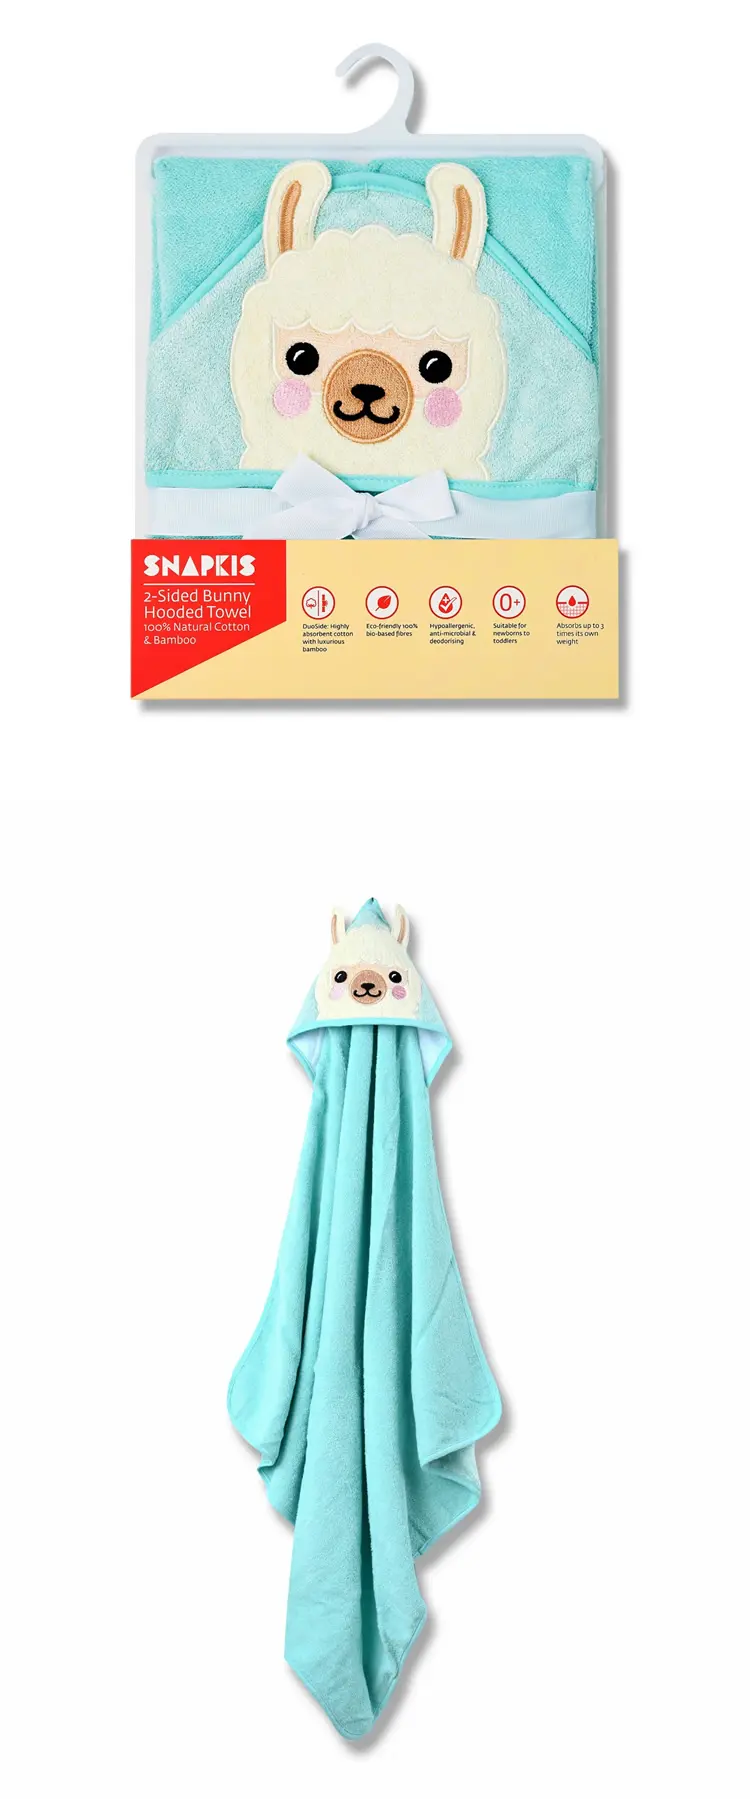 SNAPKIS
2-Sided Bunny
Hooded Towel
100% Natural Cotton
& Bamboo
DuoSide: Highly
absorbent cotton
with luxurious
bamboo
Eco-friendly 100%
bio-based fibres
Hypoallergenic,
anti-microbial &
deodorising
0+
Suitable for
newborns to
toddlers
Absorbs up to 3
times its own
weight